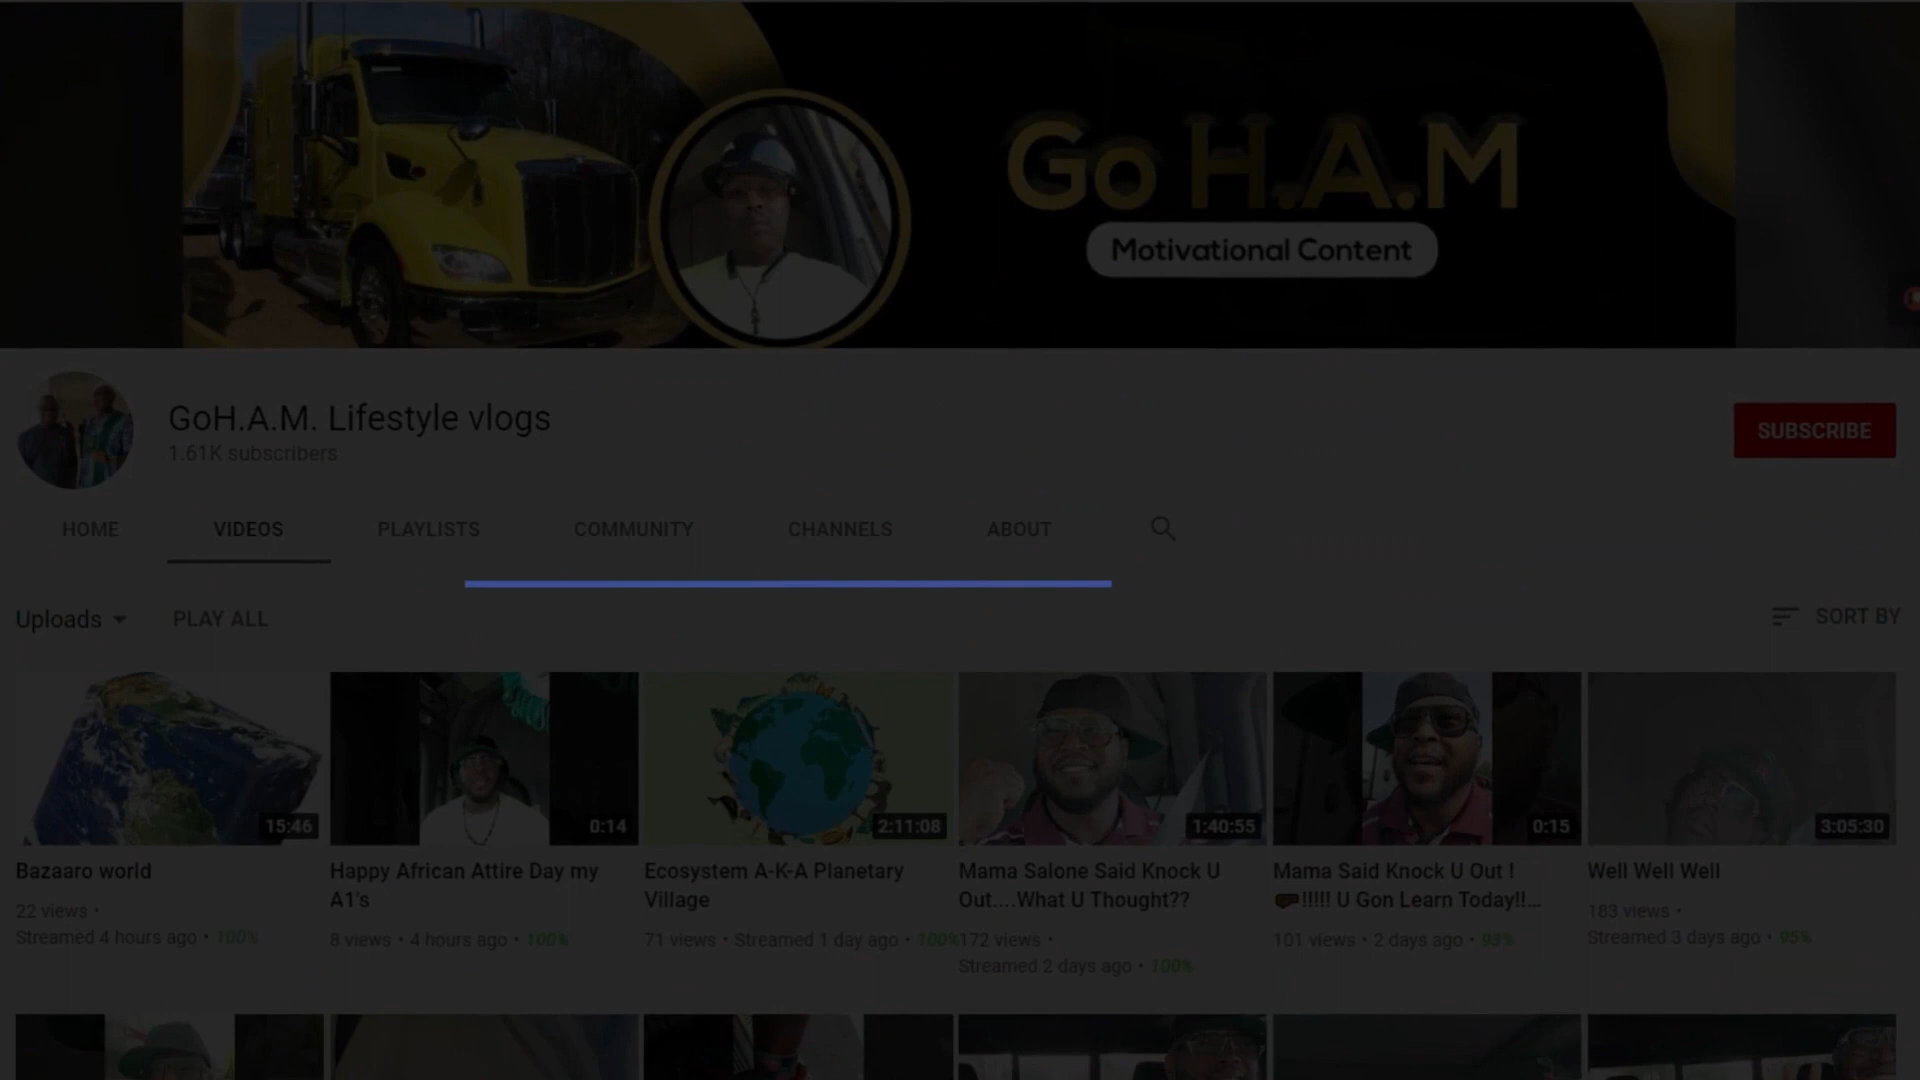 Go H.A.M
Motivational Content
GoH.A.M. Lifestyle vlogs
1.61K subscribers
SUBSCRIBE
HOME VIDEOS PLAYLISTS COMMUNITY CHANNELS ABOUT
Uploads PLAY ALL SORT BY
15:46 0:14 2:11:08 1:40:55 0:15 3:05:30
Bazaaro world
22 views •
Streamed 4 hours ago • 100%
Happy African Attire Day my
A1's
8 views • 4 hours ago • 100%
Ecosystem A-K-A Planetary
Village
71 views • Streamed 1 day ago • 100%
Mama Salone Said Knock U
Out....What U Thought??
172 views •
Streamed 2 days ago • 100%
Mama Said Knock U Out !
🤛🏿!!!!! U Gon Learn Today!!...
101 views • 2 days ago • 93%
Well Well Well
183 views •
Streamed 3 days ago • 95%